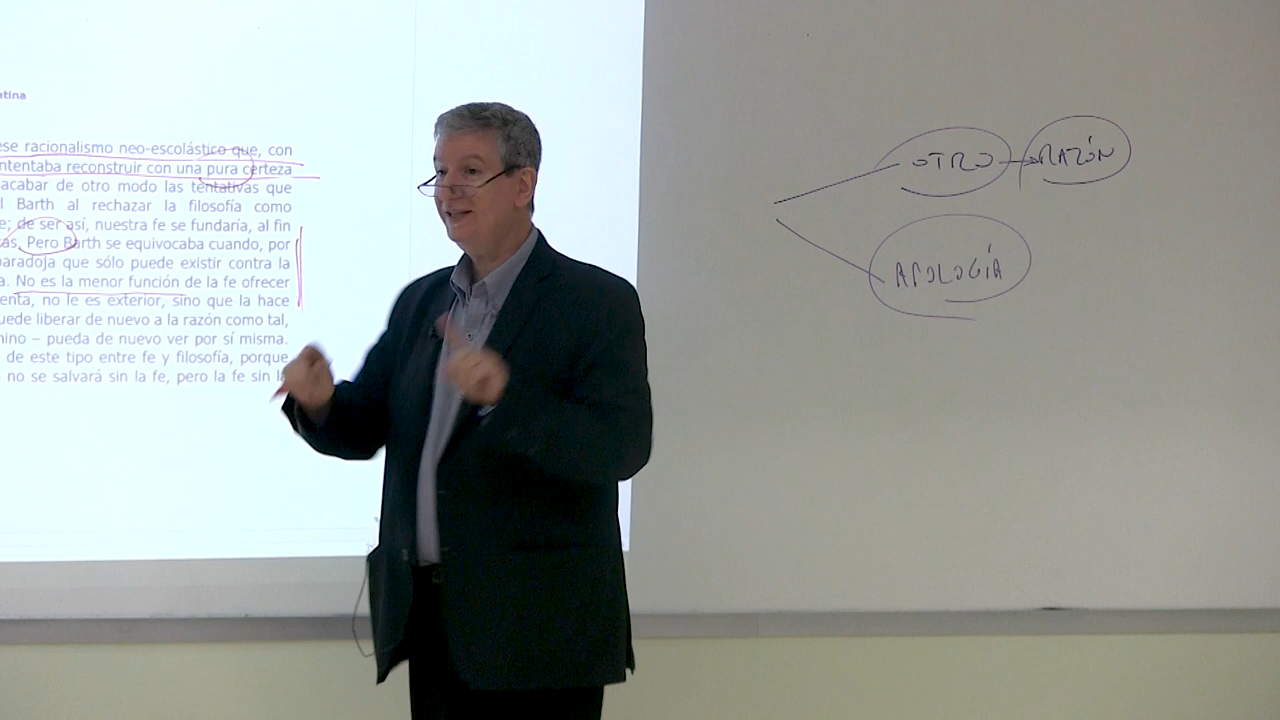 ese racionalismo neo-escolástico que, con
intentaba reconstruir con una pura certeza
acabar de otro modo las tentativas que
l Barth al rechazar la filosofía como
e; de ser así, nuestra fe se fundaría, al fin
as. Pero Barth se equivocaba cuando, por
paradoja que sólo puede existir contra la
a. No es la menor función de la fe ofrecer
enta, no le es exterior, sino que la hace
uede liberar de nuevo a la razón como tal,
mino – pueda de nuevo ver por sí misma.
de este tipo entre fe y filosofía, porque
no se salvará sin la fe, pero la fe sin l
OTRO → RAZÓN
APOLOGÍA